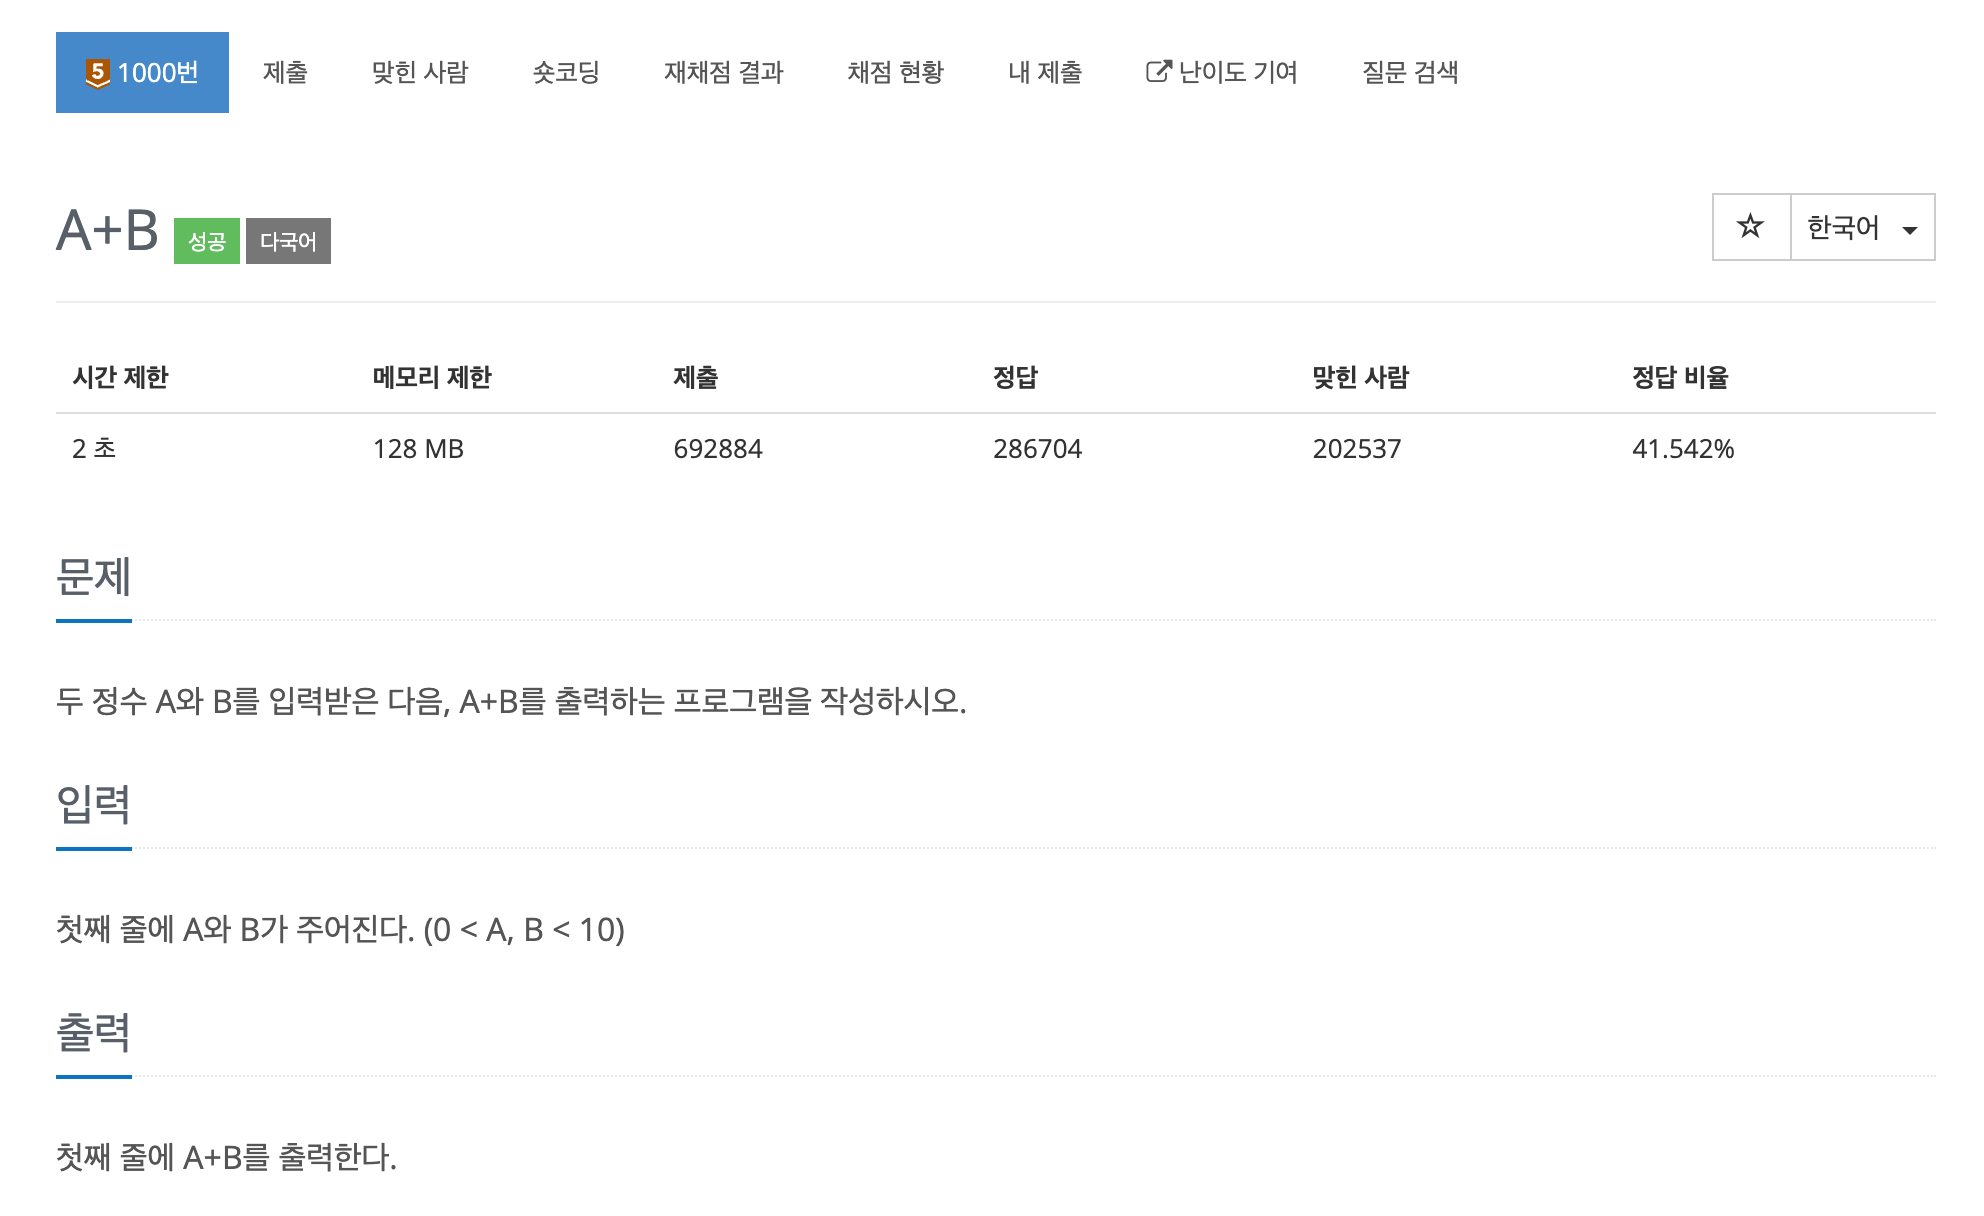 5 1000번 제출 맞힌 사람 숏코딩 재채점 결과 채점 현황 내 제출 난이도 기여 질문 검색
A+B 성공 다국어 한국어
시간 제한 메모리 제한 제출 정답 맞힌 사람 정답 비율
2 초 128 MB 692884 286704 202537 41.542%
문제
두 정수 A와 B를 입력받은 다음, A+B를 출력하는 프로그램을 작성하시오.
입력
첫째 줄에 A와 B가 주어진다. (0 < A, B < 10)
출력
첫째 줄에 A+B를 출력한다.